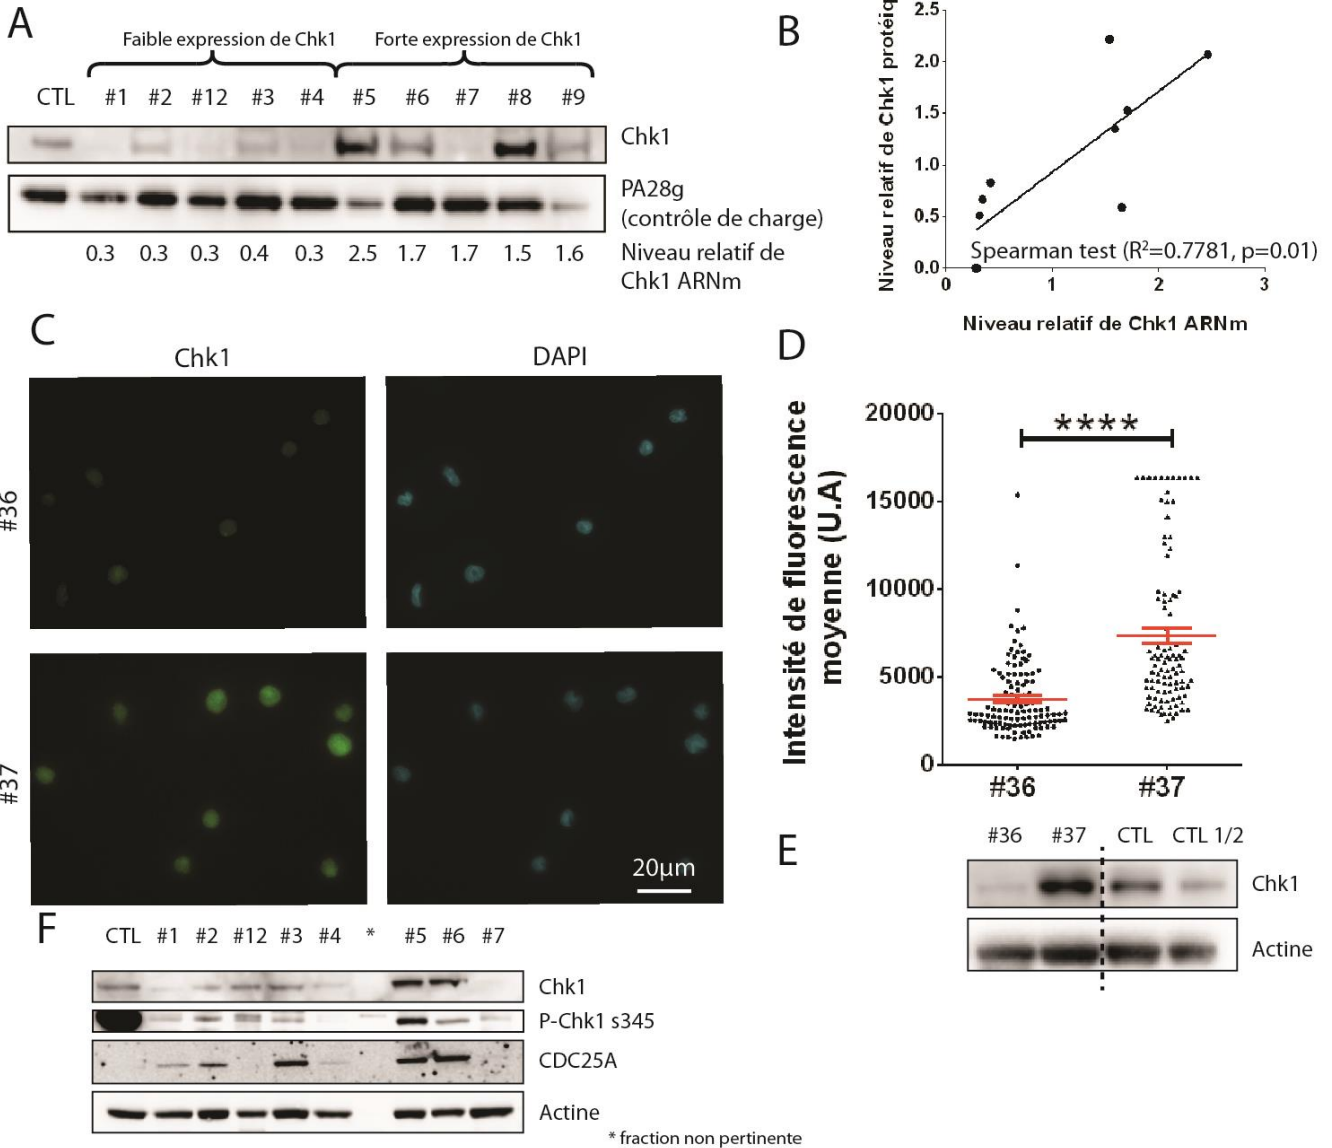 A
Faible expression de Chk1 Forte expression de Chk1
CTL #1 #2 #12 #3 #4 #5 #6 #7 #8 #9
Chk1
PA28g
(contrôle de charge)
0.3 0.3 0.3 0.4 0.3 2.5 1.7 1.7 1.5 1.6 Niveau relatif de
Chk1 ARNm
B
Niveau relatif de Chk1
2.5
2.0
1.5
1.0
0.5
0.0
Spearman test (R²=0.7781, p=0.01)
0 1 2 3
Niveau relatif de Chk1 ARNm
C
Chk1 DAPI
#36
#37
20µm
D
Intensité de fluorescence
moyenne (U.A)
20000
15000
10000
5000
0
****
#36 #37
E
#36 #37 CTL CTL 1/2
Chk1
Actine
F
CTL #1 #2 #12 #3 #4 * #5 #6 #7
Chk1
P-Chk1 s345
CDC25A
Actine
* fraction non pertinente